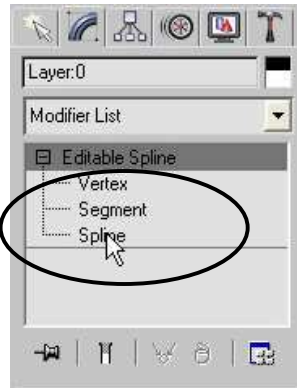 Layer:0
Modifier List
Editable Spline
Vertex
Segment
Spline